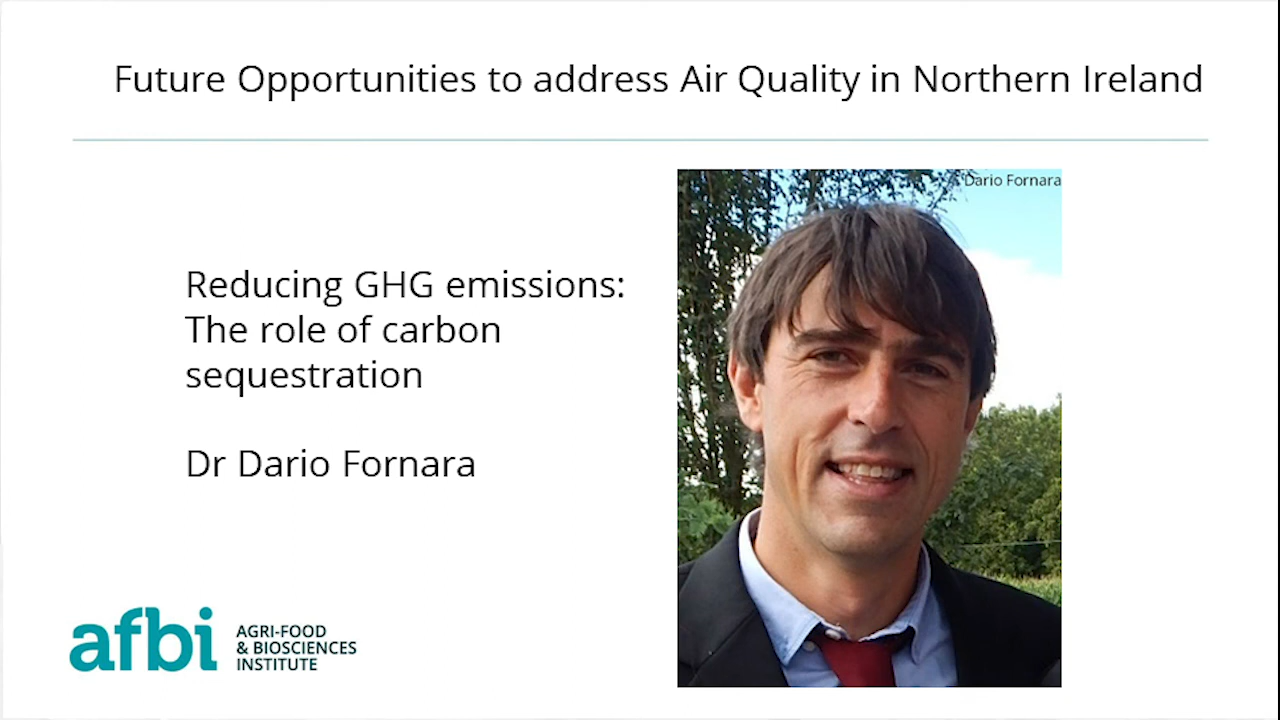 Future Opportunities to address Air Quality in Northern Ireland
Dario Fornara
Reducing GHG emissions:
The role of carbon
sequestration
Dr Dario Fornara
afbi
AGRI-FOOD
& BIOSCIENCES
INSTITUTE